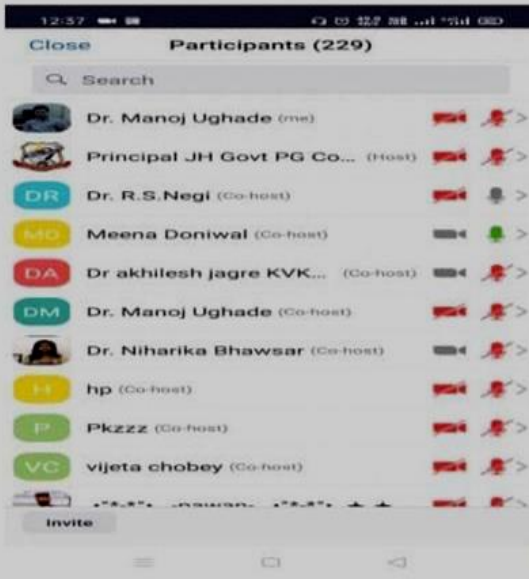 12:37
Close Participants (229)
Search
Dr. Manoj Ughade (me)
Principal JH Govt PG Co... (Host)
DR Dr. R.S.Negi (Co-host)
MD Meena Doniwal (Co-host)
DA Dr akhilesh jagre KVK... (Co-host)
DM Dr. Manoj Ughade (Co-host)
Dr. Niharika Bhawsar (Co-host)
H hp (Co-host)
P Pkzzz (Co-host)
VC vijeta chobey (Co-host)
Invite